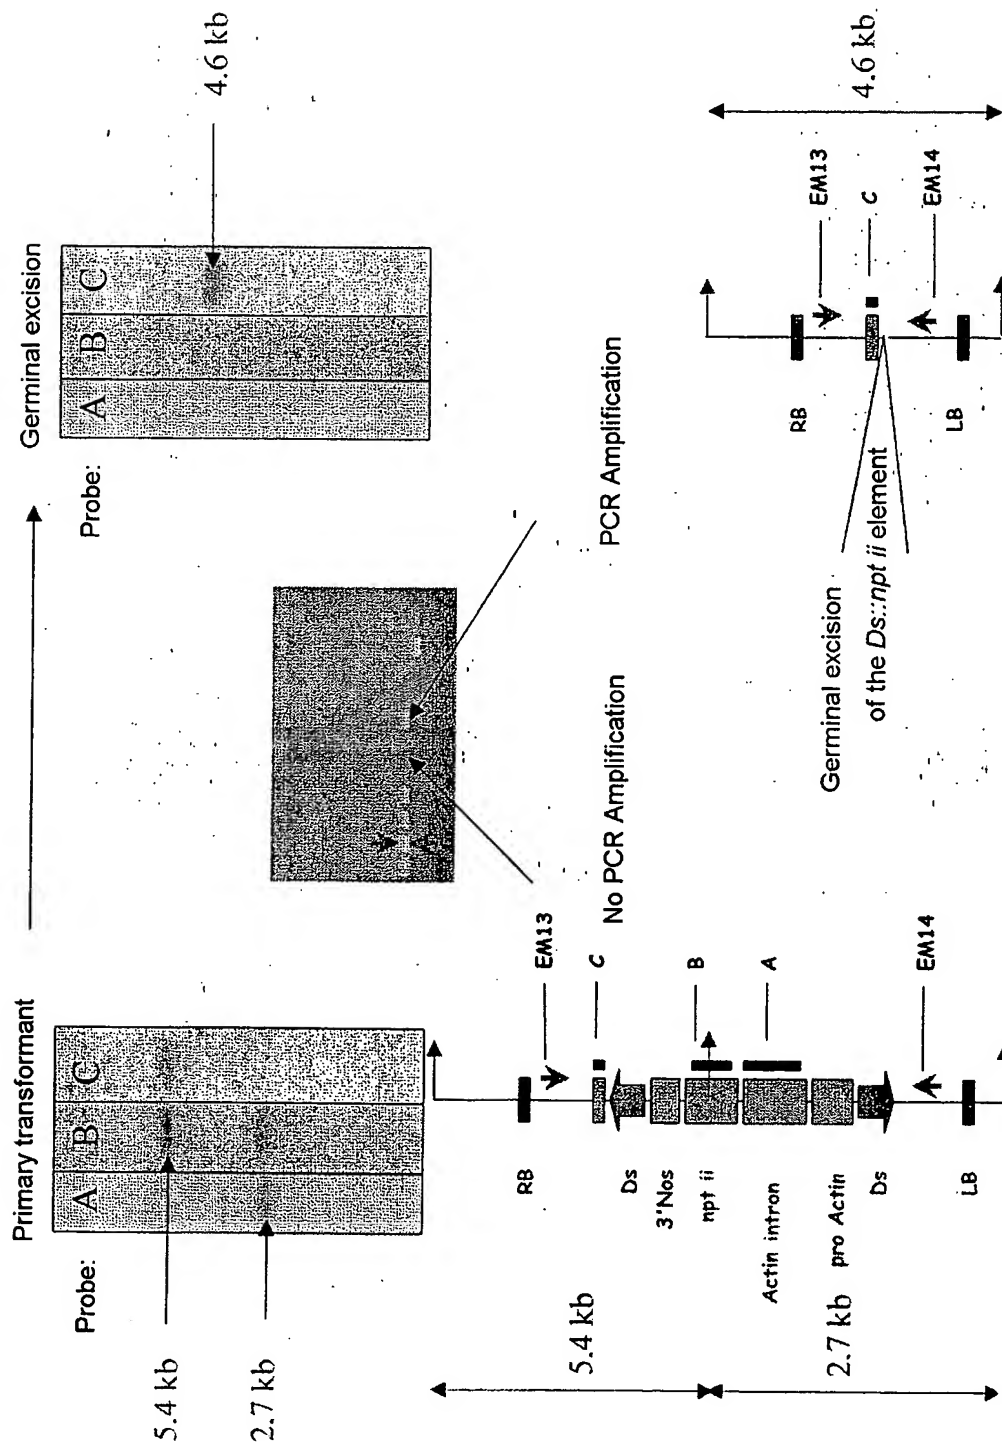 Primary transformant
Germinal excision
Probe:
A
B
C
5.4 kb
2.7 kb
Probe:
A
B
C
4.6 kb
No PCR Amplification
PCR Amplification
RB
EM13
C
Ds
3'Nos
npt ii
B
Actin intron
A
pro Actin
Ds
EM14
LB
5.4 kb
2.7 kb
RB
EM13
C
EM14
LB
4.6 kb
Germinal excision
of the Ds::npt ii element